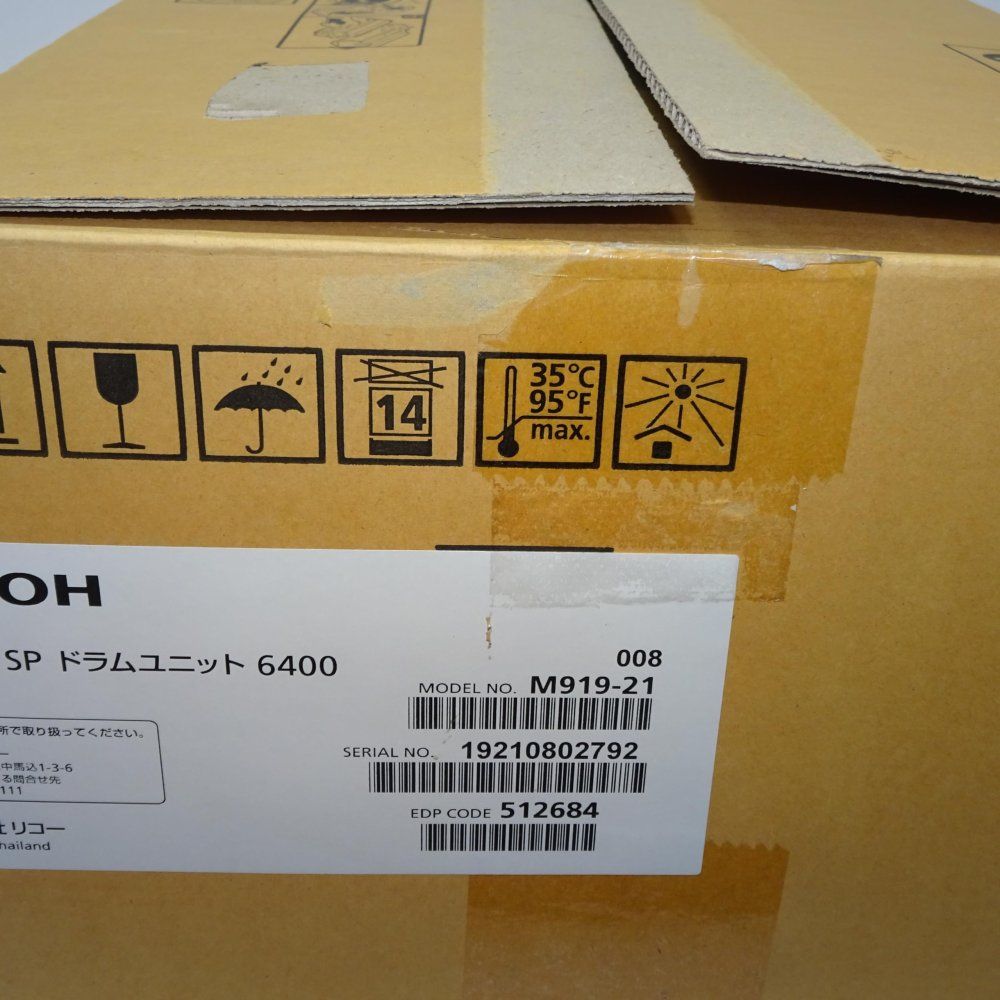 14
35℃
95°F
max.
OH
SP ドラムユニット 6400
008
MODEL NO. M919-21
SERIAL NO. 19210802792
EDP CODE 512684
所で取り扱ってください。
中馬込1-3-6
る問合せ先
111
リコー
hailand